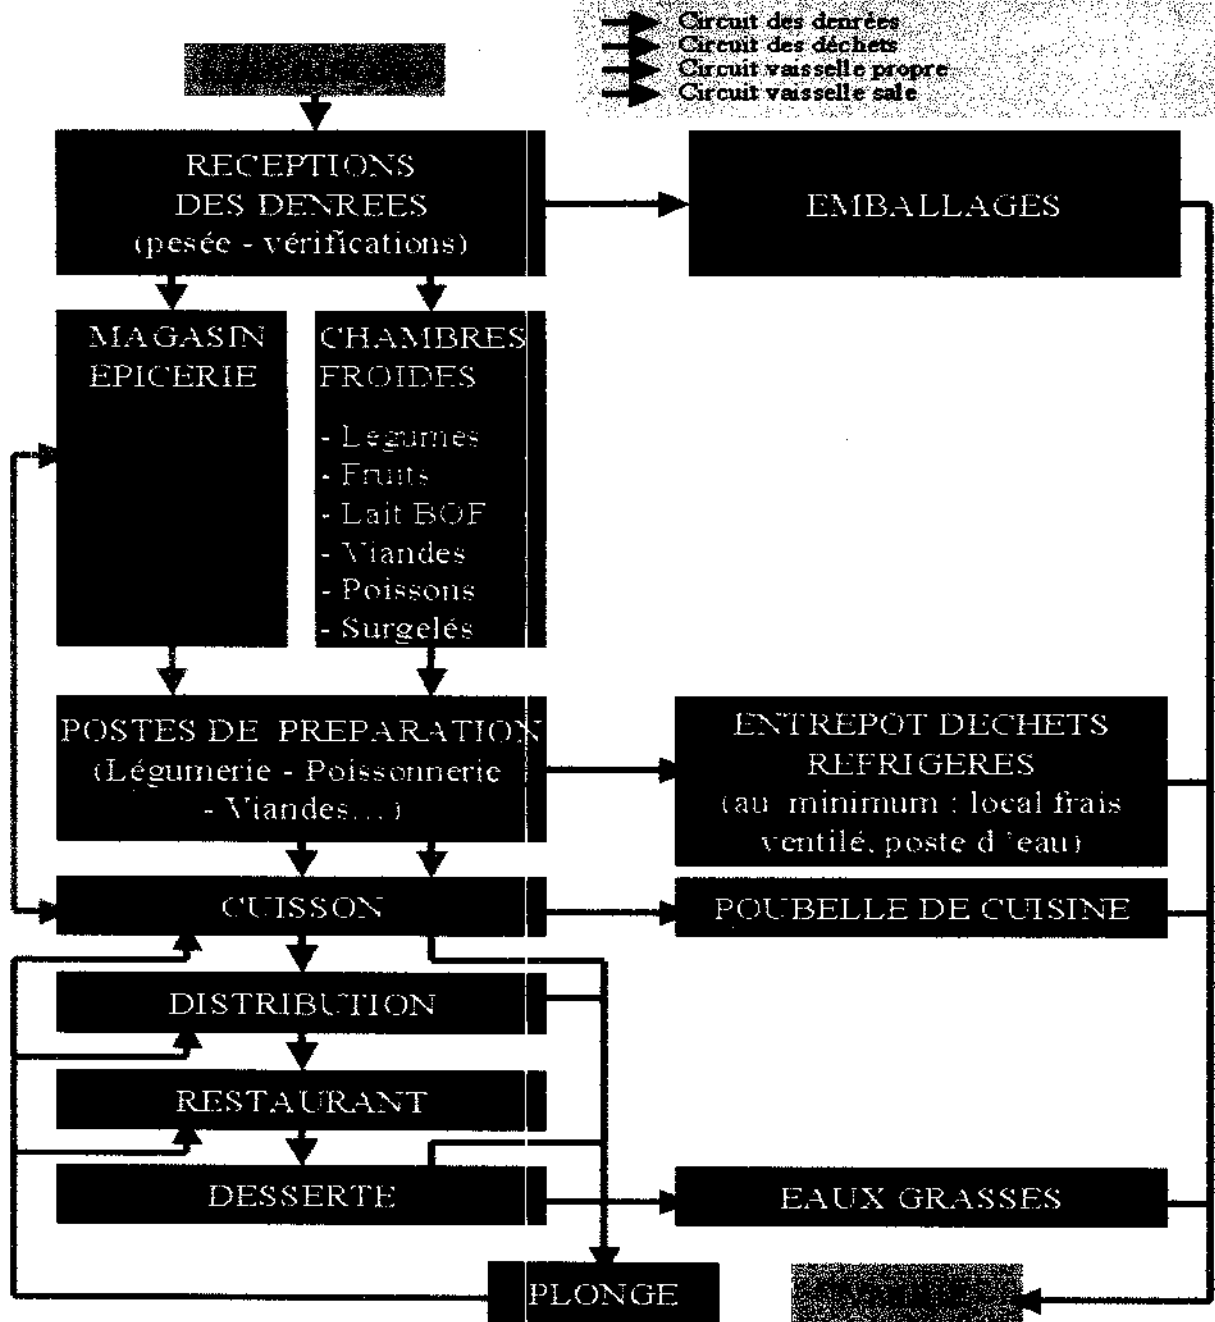 Circuit des denrées
Circuit des déchets
Circuit vaisselle propre
Circuit vaisselle sale
RECEPTIONS
DES DENREES
(pesée - vérifications)
EMBALLAGES
MAGASIN
EPICERIE
CHAMBRES
FROIDES
- Legumes
- Fruits
- Lait BOF
- Viandes
- Poissons
- Surgelés
POSTES DE PREPARATION
(Légumerie - Poissonnerie
- Viandes...)
ENTREPOT DECHETS
REFRIGERES
(au minimum : local frais
ventilé, poste d 'eau)
CUISSON
POUBELLE DE CUISINE
DISTRIBUTION
RESTAURANT
DESSERTE
EAUX GRASSES
PLONGE